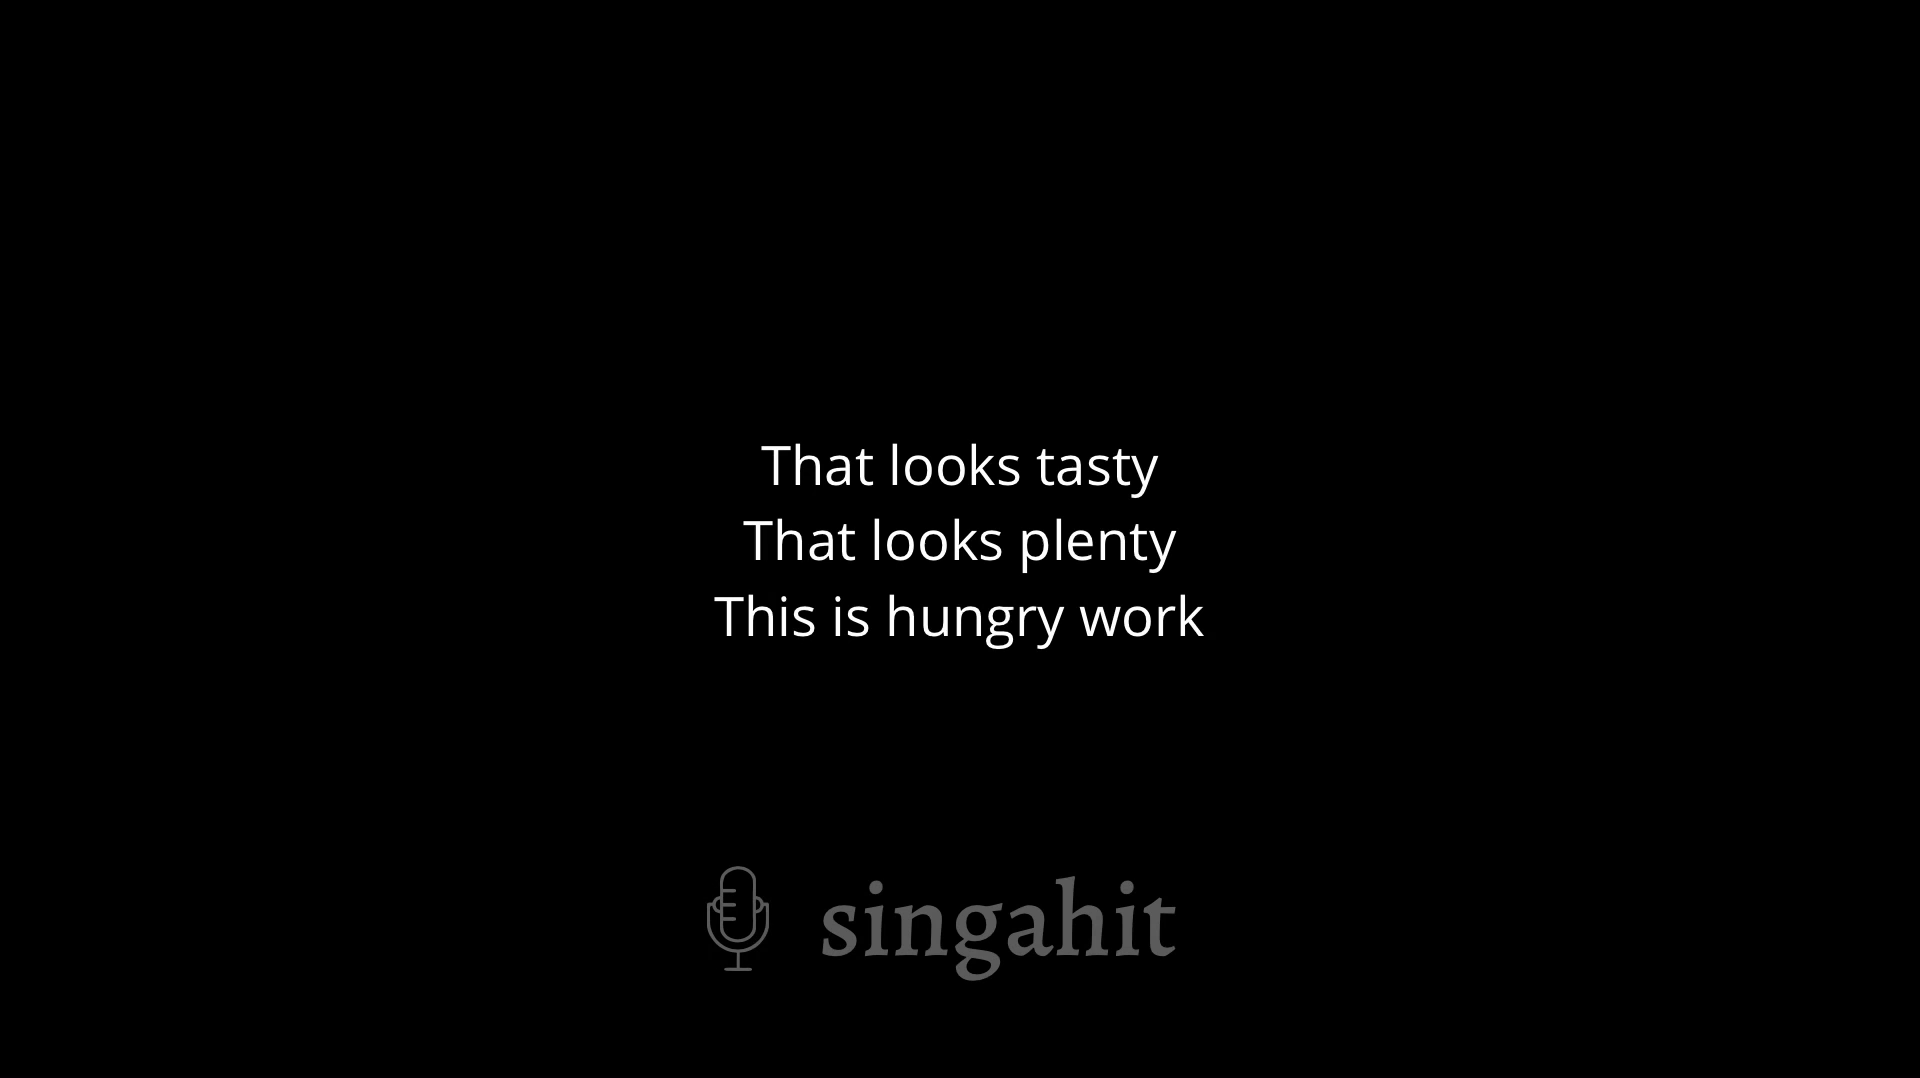 That looks tasty
That looks plenty
This is hungry work
singahit